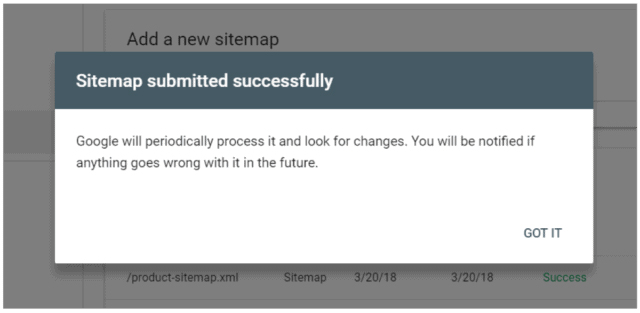 Add a new sitemap
Sitemap submitted successfully
Google will periodically process it and look for changes. You will be notified if
anything goes wrong with it in the future.
GOT IT
/product-sitemap.xml Sitemap 3/20/18 3/20/18 Success